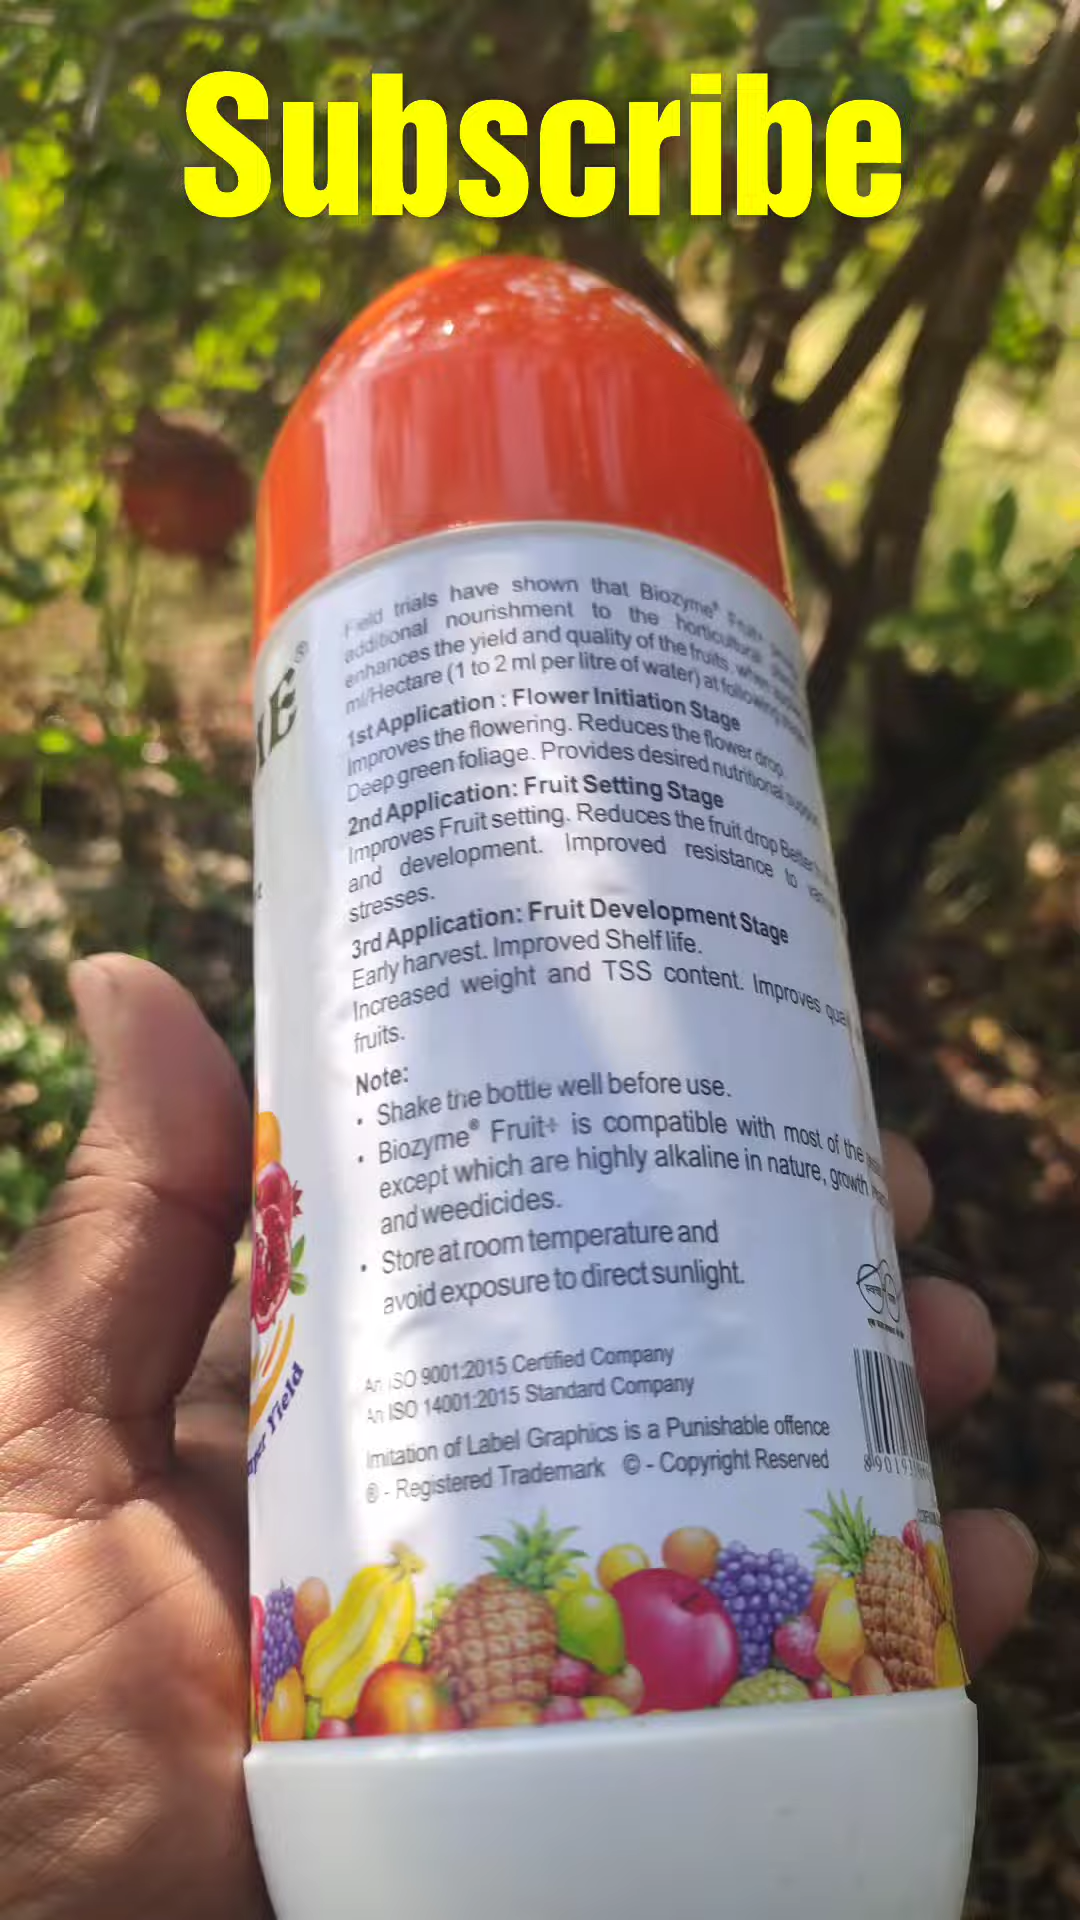 Subscribe
Field trials have shown that Biozyme® Fruit+
additional nourishment to the horticultural
enhances the yield and quality of the fruits, when
ml/Hectare (1 to 2 ml per litre of water) at following
1st Application : Flower Initiation Stage
Improves the flowering. Reduces the flower drop.
Deep green foliage. Provides desired nutritional
2nd Application: Fruit Setting Stage
Improves Fruit setting. Reduces the fruit drop Better
and development. Improved resistance to
stresses.
3rd Application: Fruit Development Stage
Early harvest. Improved Shelf life.
Increased weight and TSS content. Improves
fruits.
Note:
• Shake the bottle well before use.
• Biozyme® Fruit+ is compatible with most of the
except which are highly alkaline in nature, growth
and weedicides.
• Store at room temperature and
avoid exposure to direct sunlight.
An ISO 9001:2015 Certified Company
An ISO 14001:2015 Standard Company
Imitation of Label Graphics is a Punishable offence
® - Registered Trademark © - Copyright Reserved
Yield